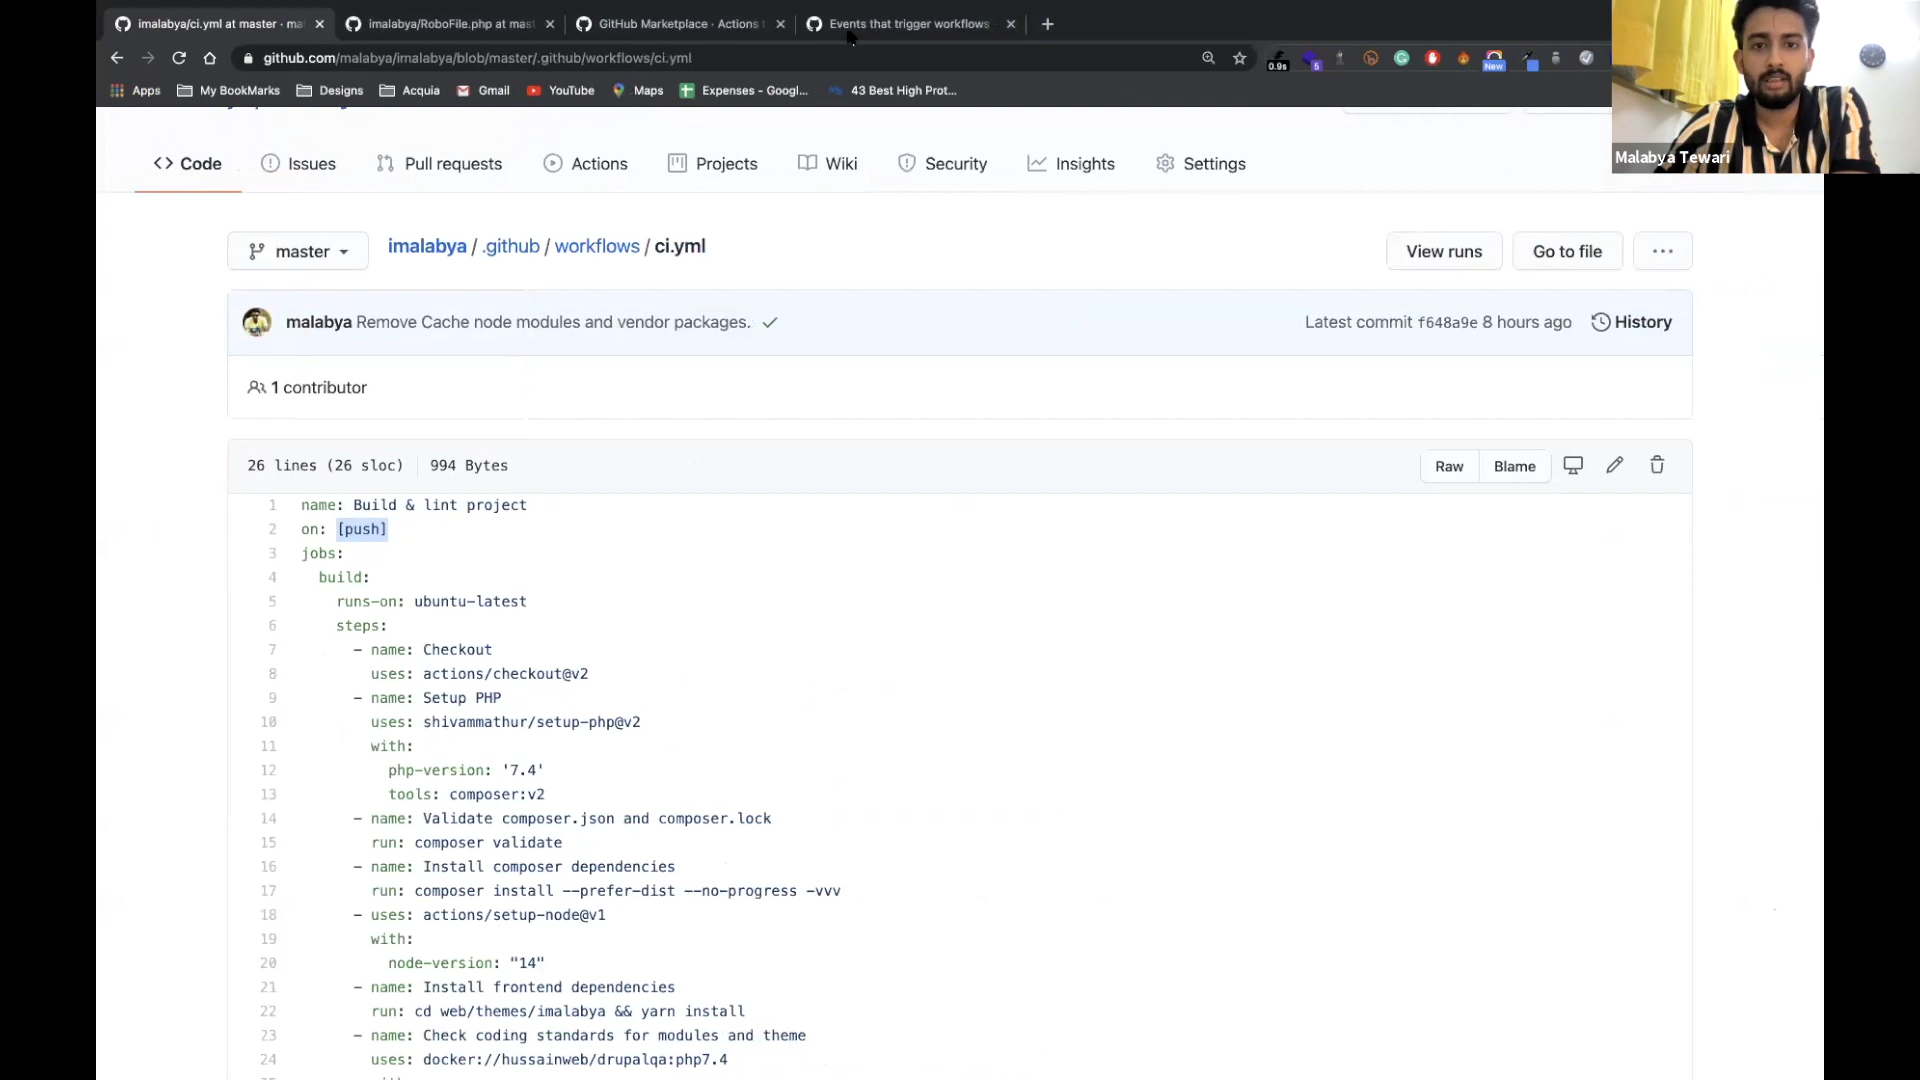 imalabya/ci.yml at master · ma
imalabya/RoboFile.php at mast
GitHub Marketplace · Actions t
Events that trigger workflows
github.com/malabya/imalabya/blob/master/.github/workflows/ci.yml
0.9s
5
New
Apps
My BookMarks
Designs
Acquia
Gmail
YouTube
Maps
Expenses - Googl...
43 Best High Prot...
Malabya Tewari
Code
Issues
Pull requests
Actions
Projects
Wiki
Security
Insights
Settings
master
imalabya / .github / workflows / ci.yml
View runs
Go to file
malabya Remove Cache node modules and vendor packages.
Latest commit f648a9e 8 hours ago
History
1 contributor
26 lines (26 sloc)
994 Bytes
Raw
Blame
1 name: Build & lint project
2 on: [push]
3 jobs:
4 build:
5 runs-on: ubuntu-latest
6 steps:
7 - name: Checkout
8 uses: actions/checkout@v2
9 - name: Setup PHP
10 uses: shivammathur/setup-php@v2
11 with:
12 php-version: '7.4'
13 tools: composer:v2
14 - name: Validate composer.json and composer.lock
15 run: composer validate
16 - name: Install composer dependencies
17 run: composer install --prefer-dist --no-progress -vvv
18 - uses: actions/setup-node@v1
19 with:
20 node-version: "14"
21 - name: Install frontend dependencies
22 run: cd web/themes/imalabya && yarn install
23 - name: Check coding standards for modules and theme
24 uses: docker://hussainweb/drupalqa:php7.4